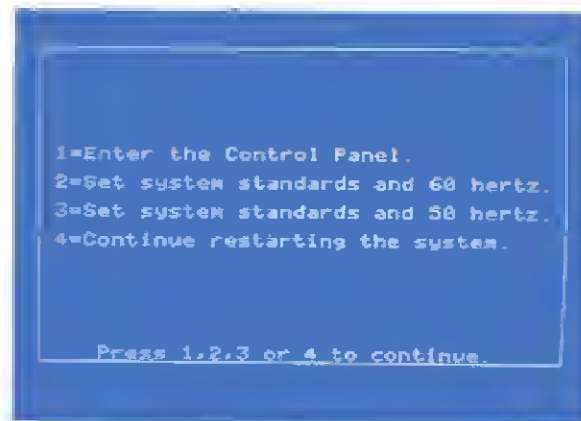 1=Enter the Control Panel.
2=Set system standards and 60 hertz.
3=Set system standards and 50 hertz.
4=Continue restarting the system.
Press 1,2,3 or 4 to continue.